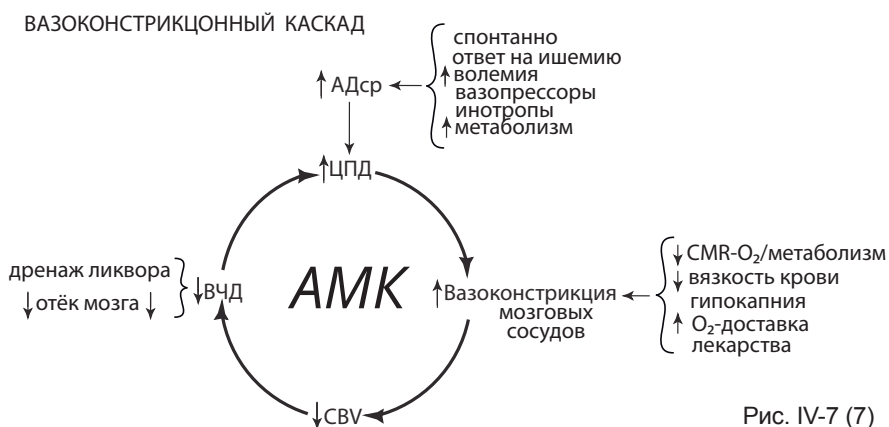 ВАЗОКОНСТРИКЦОННЫЙ КАСКАД
спонтанно
ответ на ишемию
↑ волемия
вазопрессоры
инотропы
↑ метаболизм
↑ АДср
↑ ЦПД
дренаж ликвора
↓ отёк мозга ↓
↓ ВЧД
АМК
↑ Вазоконстрикция
мозговых
сосудов
↓ CMR-O₂/метаболизм
↓ вязкость крови
гипокапния
↑ O₂-доставка
лекарства
↓ CBV
Рис. IV-7 (7)